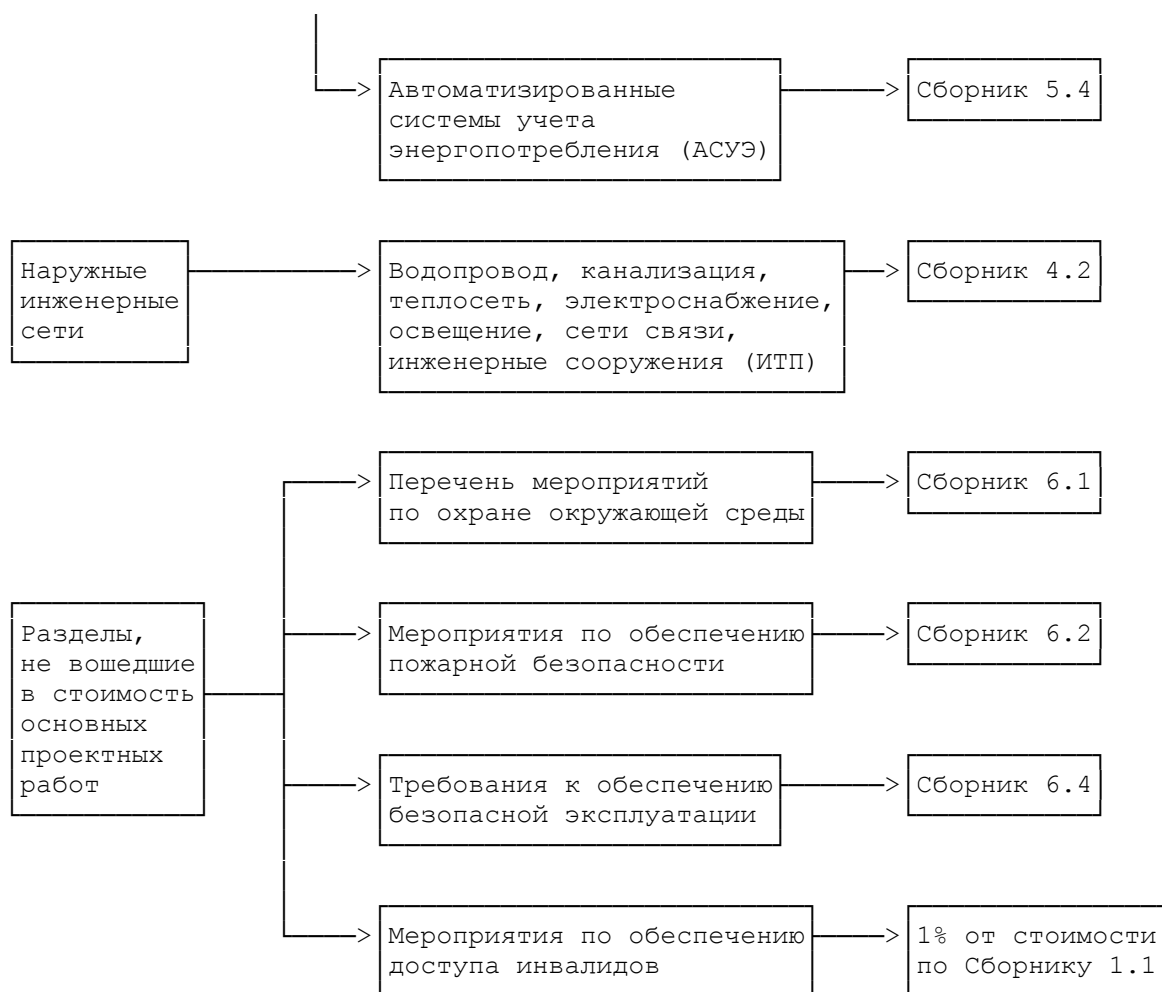 Автоматизированные
системы учета
энергопотребления (АСУЭ)
Сборник 5.4
Наружные
инженерные
сети
Водопровод, канализация,
теплосеть, электроснабжение,
освещение, сети связи,
инженерные сооружения (ИТП)
Сборник 4.2
Разделы,
не вошедшие
в стоимость
основных
проектных
работ
Перечень мероприятий
по охране окружающей среды
Сборник 6.1
Мероприятия по обеспечению
пожарной безопасности
Сборник 6.2
Требования к обеспечению
безопасной эксплуатации
Сборник 6.4
Мероприятия по обеспечению
доступа инвалидов
1% от стоимости
по Сборнику 1.1